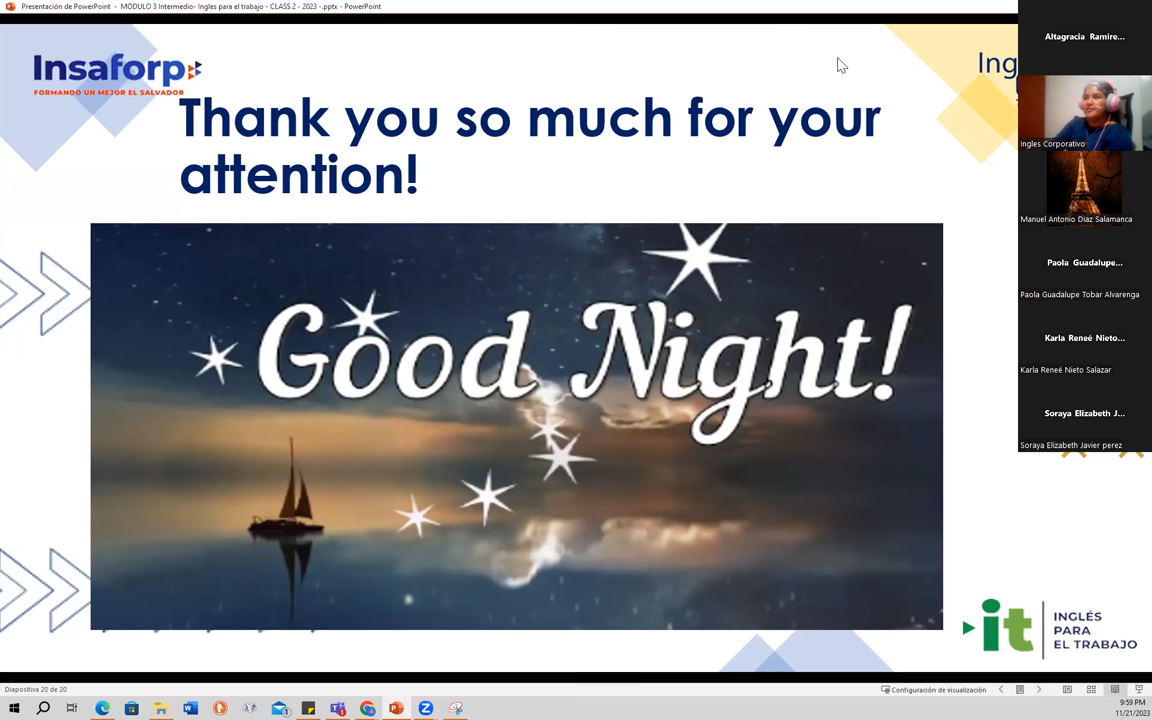 Presentación de PowerPoint - MODULO 3 Intermedio- Ingles para el trabajo - CLASS 2 - 2023 -.pptx - PowerPoint
Insaforp
FORMANDO UN MEJOR EL SALVADOR
Ing
Thank you so much for your
attention!
Good Night!
Altagracia Ramire...
Ingles Corporativo
Manuel Antonio Diaz Salamanca
Paola Guadalupe...
Paola Guadalupe Tobar Alvarenga
Karla Reneé Nieto...
Karla Reneé Nieto Salazar
Soraya Elizabeth J...
Soraya Elizabeth Javier perez
it
INGLÉS
PARA
EL TRABAJO
Diapositiva 20 de 20
Configuración de visualización
9:59 PM
11/21/2023